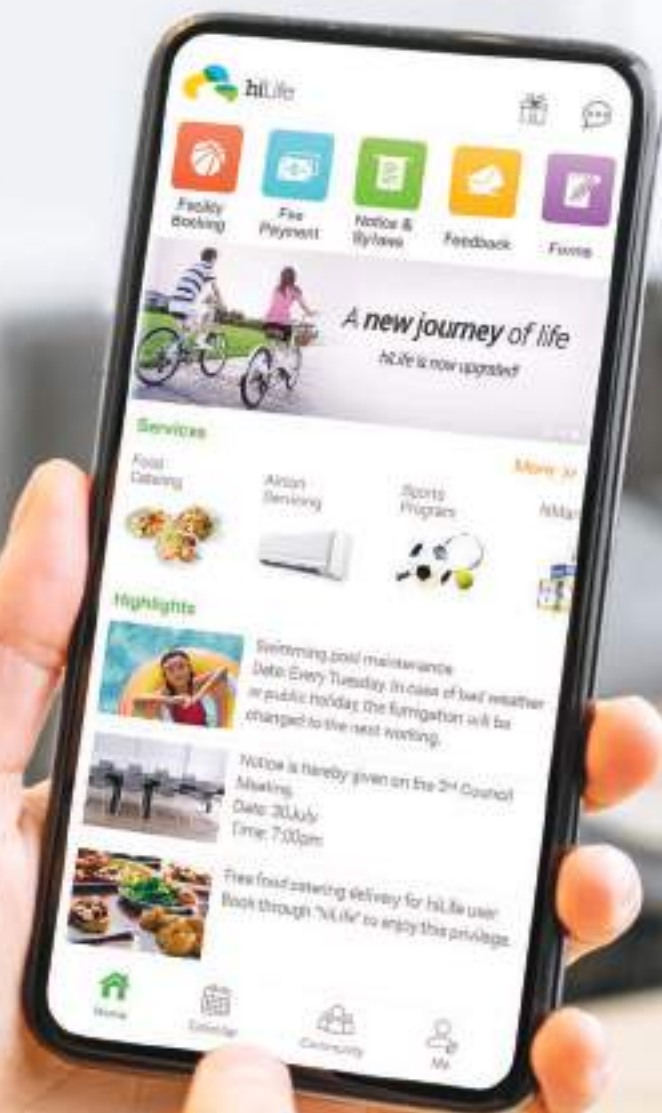 hiLife
Facility
Booking
Fee
Payment
Notice &
Bylaws
Feedback
Forms
A new journey of life
hiLife is now upgraded!
Services
More >>
Food
Catering
Aircon
Servicing
Sports
Program
Highlights
Swimming pool maintenance
Date: Every Tuesday. In case of bad weather
or public holiday, the fumigation will be
changed to the next working.
Notice is hereby given on the 2nd Council
Meeting
Date: 30July
Time: 7:00pm
Free food catering delivery for hiLife user
Book through "hiLife" to enjoy this privilege.
Home
Calendar
Community
Me